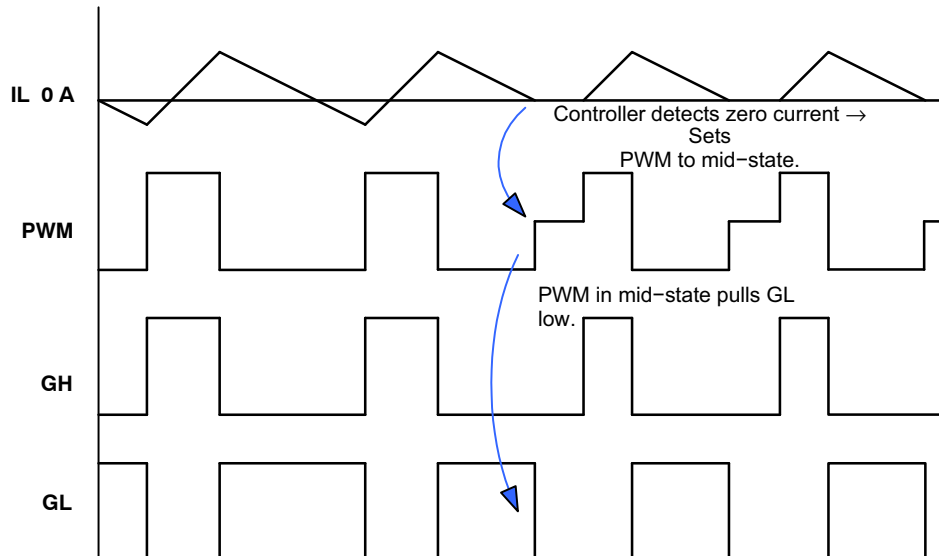 IL 0 A
Controller detects zero current →
Sets
PWM to mid−state.
PWM
PWM in mid−state pulls GL
low.
GH
GL